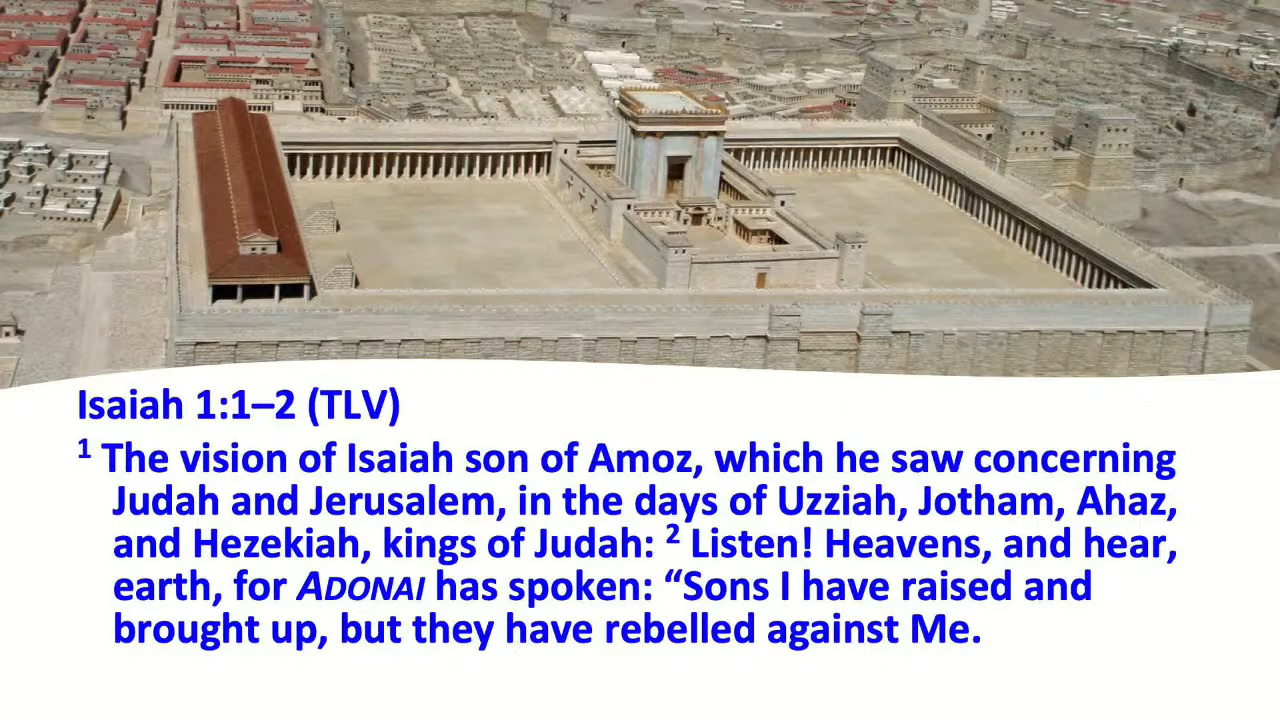 Isaiah 1:1–2 (TLV)
1 The vision of Isaiah son of Amoz, which he saw concerning
Judah and Jerusalem, in the days of Uzziah, Jotham, Ahaz,
and Hezekiah, kings of Judah: 2 Listen! Heavens, and hear,
earth, for ADONAI has spoken: “Sons I have raised and
brought up, but they have rebelled against Me.